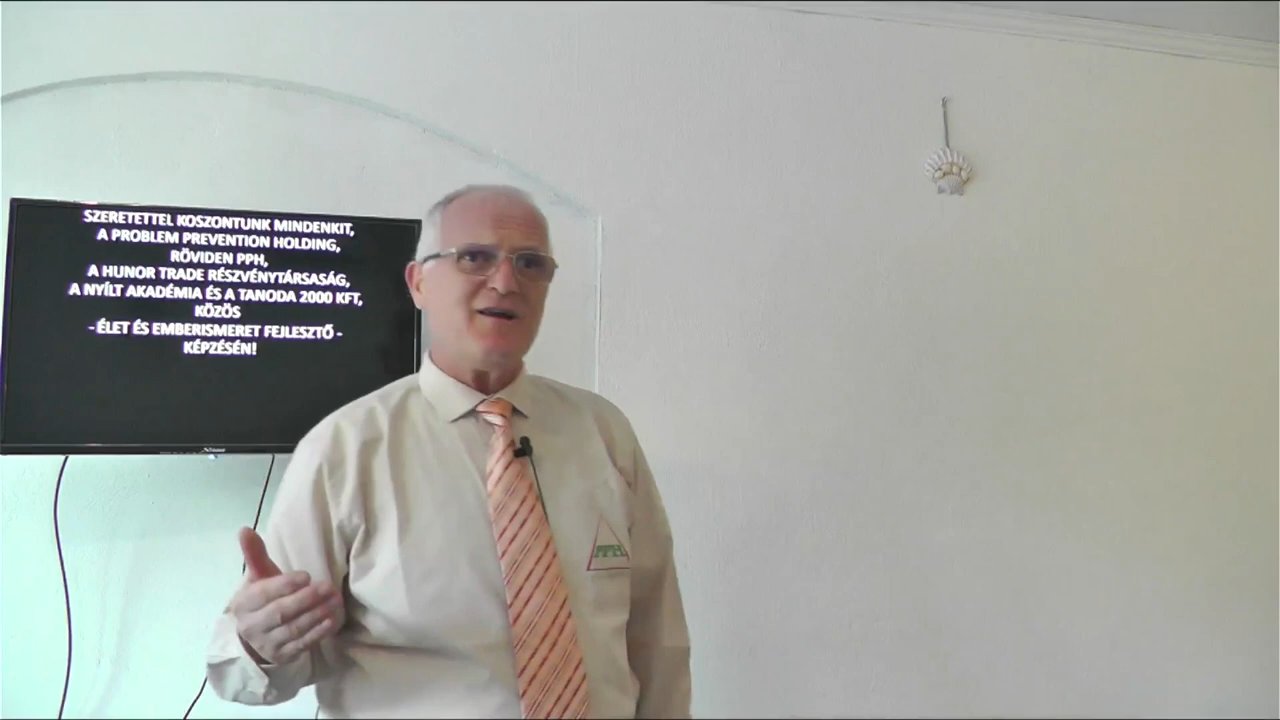 SZERETETTEL KOSZONTUNK MINDENKIT,
A PROBLEM PREVENTION HOLDING,
RÖVIDEN PPH,
A HUNOR TRADE RÉSZVÉNYTÁRSASÁG,
A NYÍLT AKADÉMIA ÉS A TANODA 2000 KFT,
KÖZÖS
- ÉLET ÉS EMBERISMERET FEJLESZTŐ -
KÉPZÉSÉN!
PPH